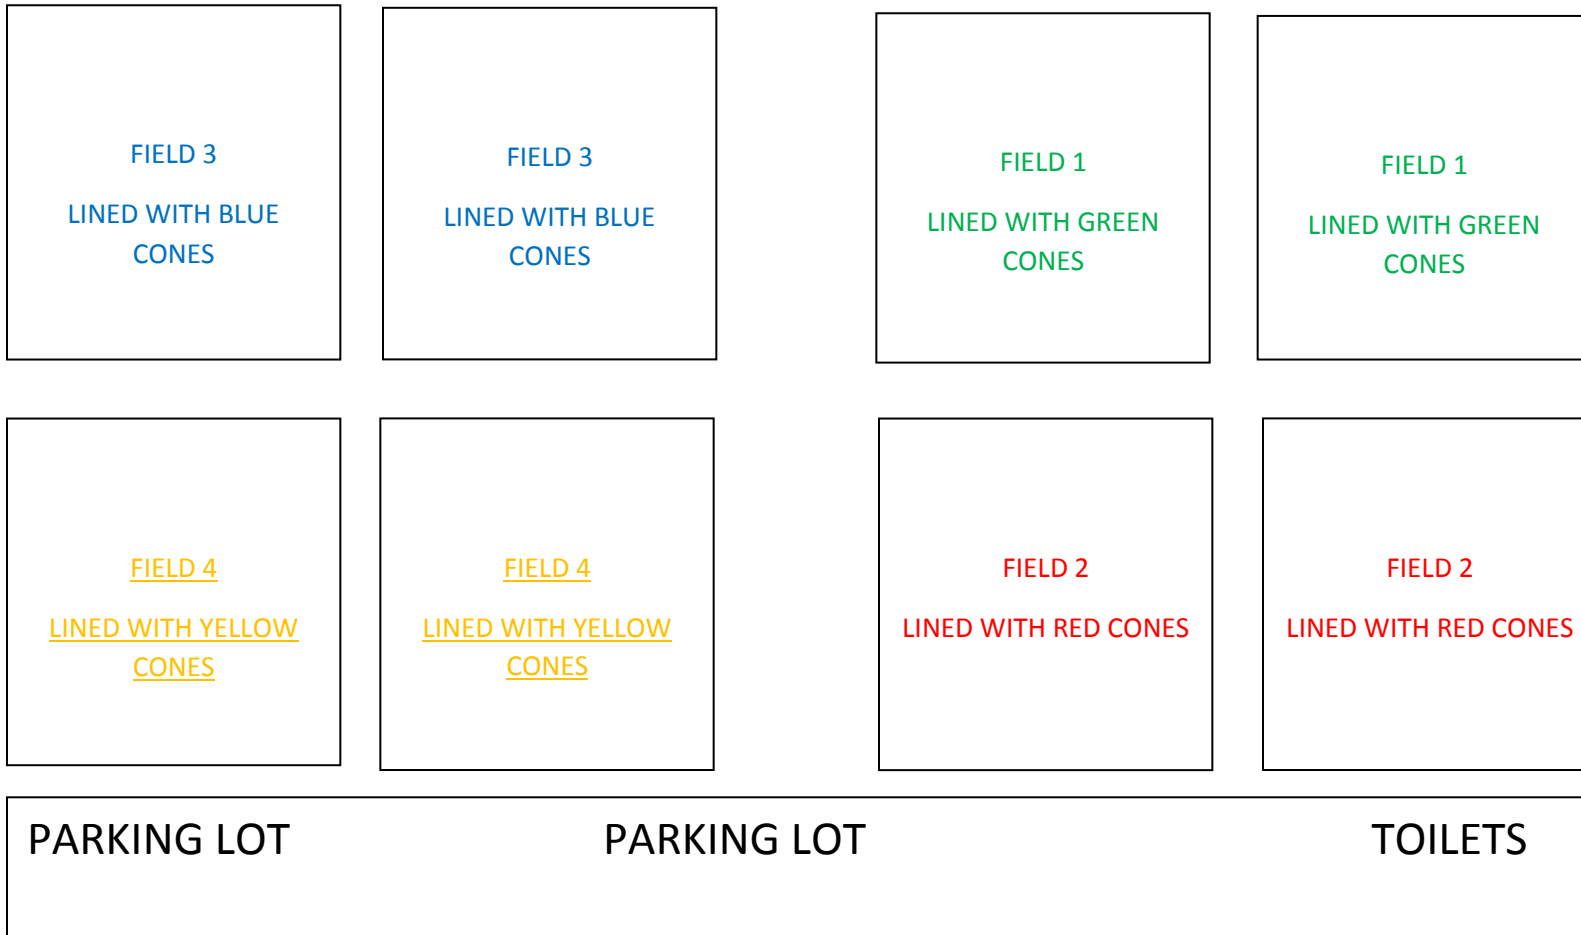 FIELD 3
LINED WITH BLUE
CONES
FIELD 3
LINED WITH BLUE
CONES
FIELD 1
LINED WITH GREEN
CONES
FIELD 1
LINED WITH GREEN
CONES
FIELD 4
LINED WITH YELLOW
CONES
FIELD 4
LINED WITH YELLOW
CONES
FIELD 2
LINED WITH RED CONES
FIELD 2
LINED WITH RED CONES
PARKING LOT
PARKING LOT
TOILETS